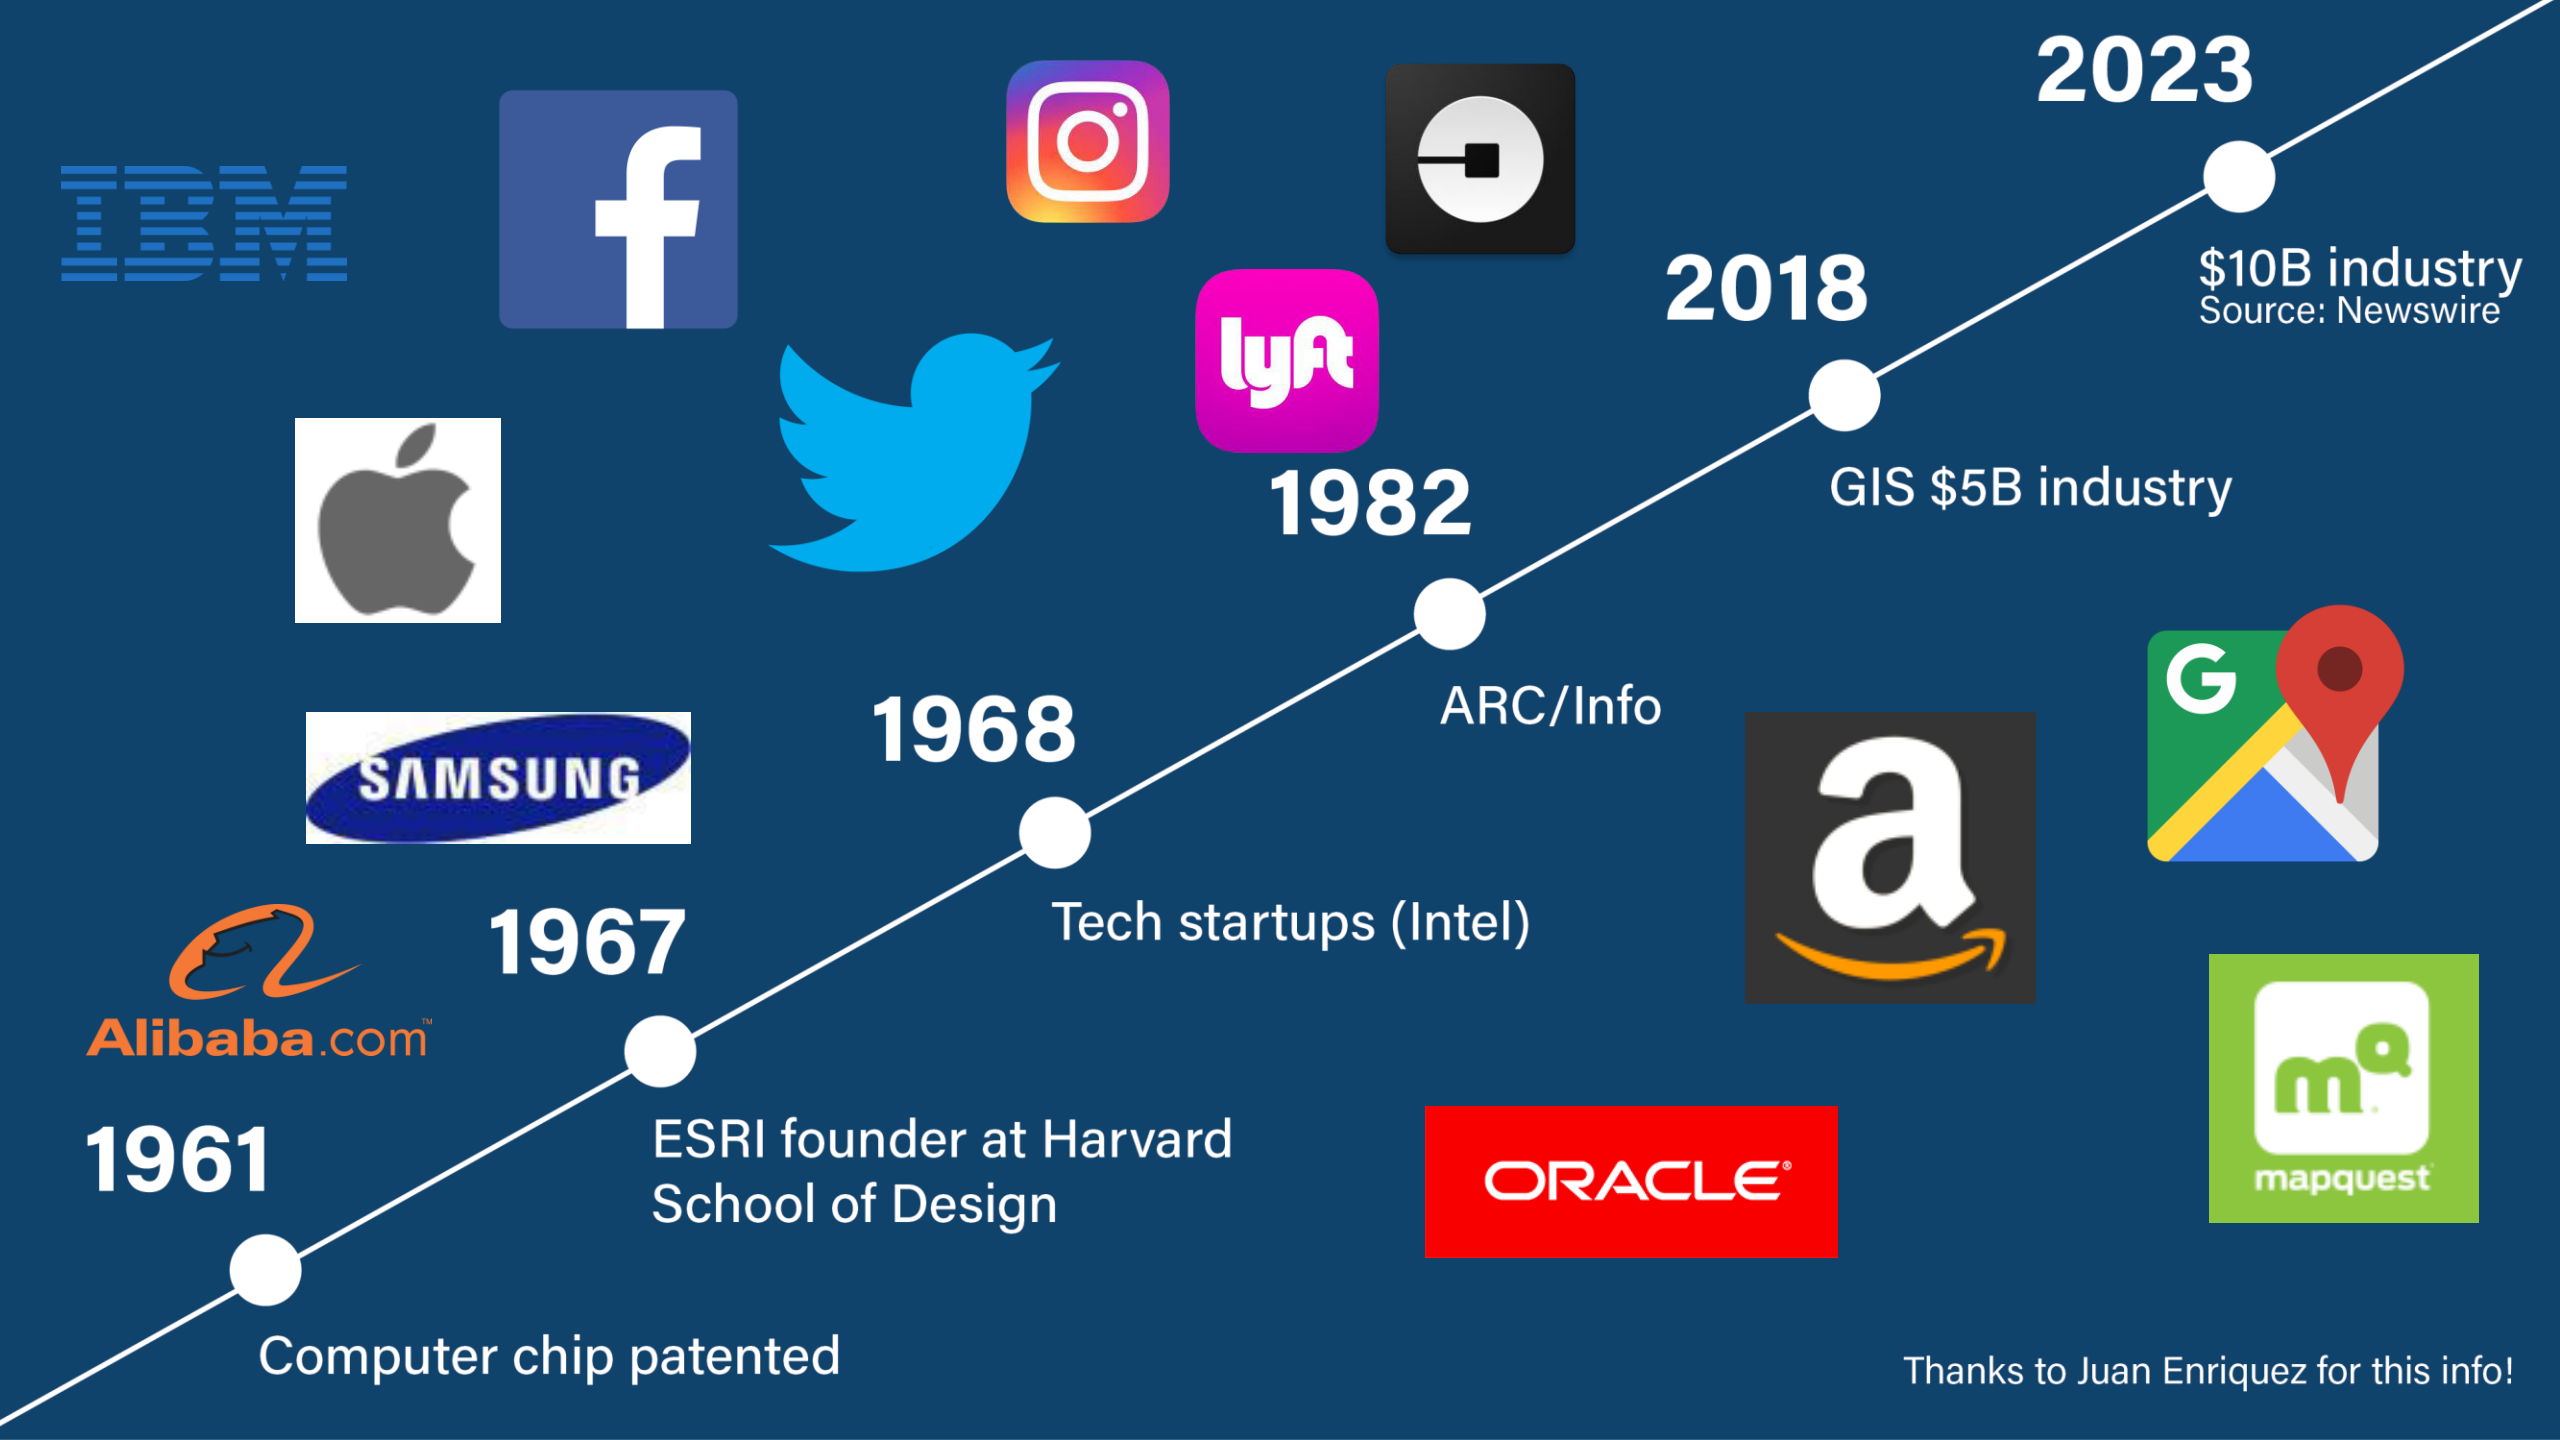 2023
IBM
$10B industry
Source: Newswire
2018
lyft
GIS $5B industry
1982
ARC/Info
G
1968
SAMSUNG
a
Tech startups (Intel)
1967
Alibaba.com™
ESRI founder at Harvard
School of Design
mQ
mapquest
1961
ORACLE®
Computer chip patented
Thanks to Juan Enriquez for this info!